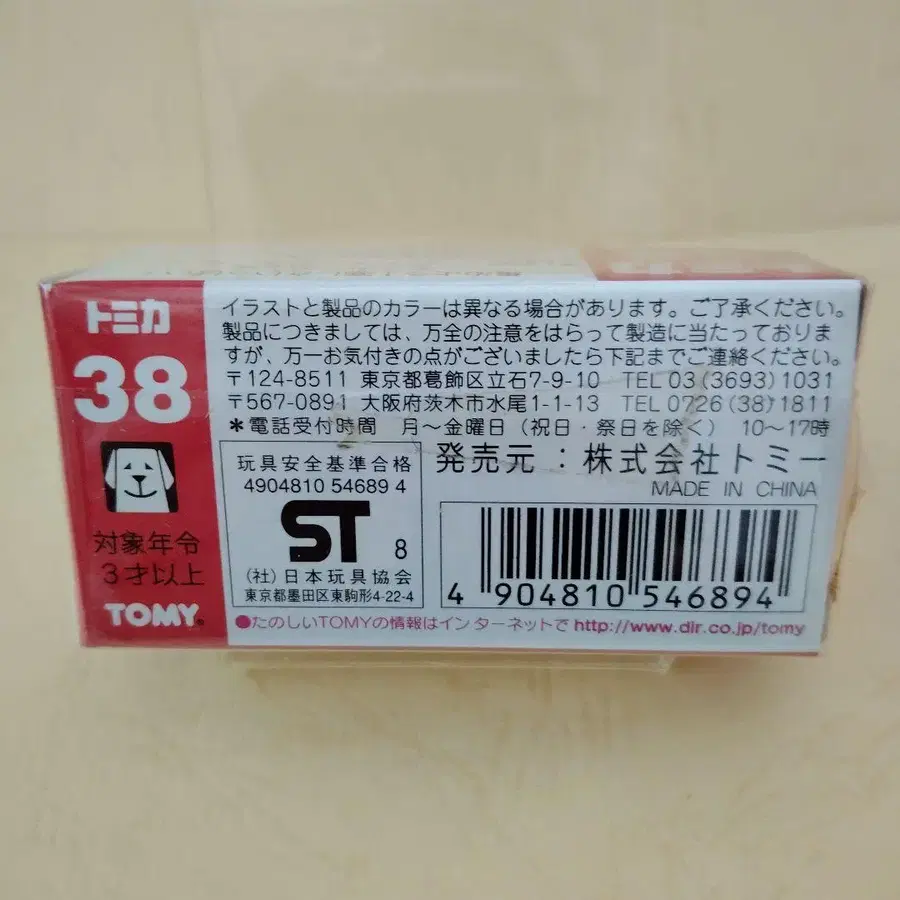 トミカ
38
対象年令
3才以上
TOMY
イラストと製品のカラーは異なる場合があります。ご了承ください。
製品につきましては、万全の注意をはらって製造に当たっておりま
すが、万一お気付きの点がございましたら下記までご連絡ください。
〒124-8511 東京都葛飾区立石7-9-10 TEL 03 (3693) 1031
〒567-0891 大阪府茨木市水尾1-1-13 TEL 0726 (38) 1811
＊電話受付時間 月～金曜日（祝日・祭日を除く） 10～17時
玩具安全基準合格
4904810 54689 4
ST 8
(社)日本玩具協会
東京都墨田区東駒形4-22-4
発売元：株式会社トミー
MADE IN CHINA
4 904810 546894
●たのしいTOMYの情報はインターネットで http://www.dir.co.jp/tomy